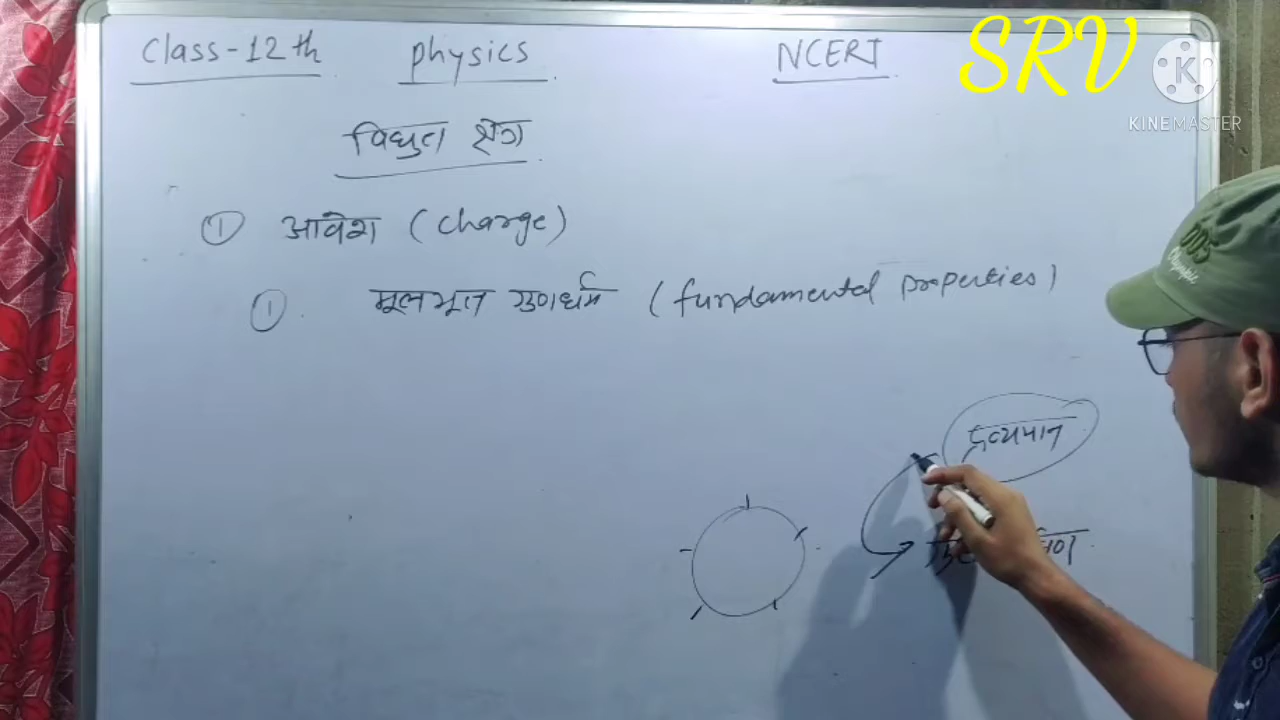 Class-12th physics NCERT SRV
K
KINEMASTER
विधुत क्षेत्र
① आवेश (Charge)
① . मूलभूत गुणधर्म (fundamental properties)
द्रव्यमान